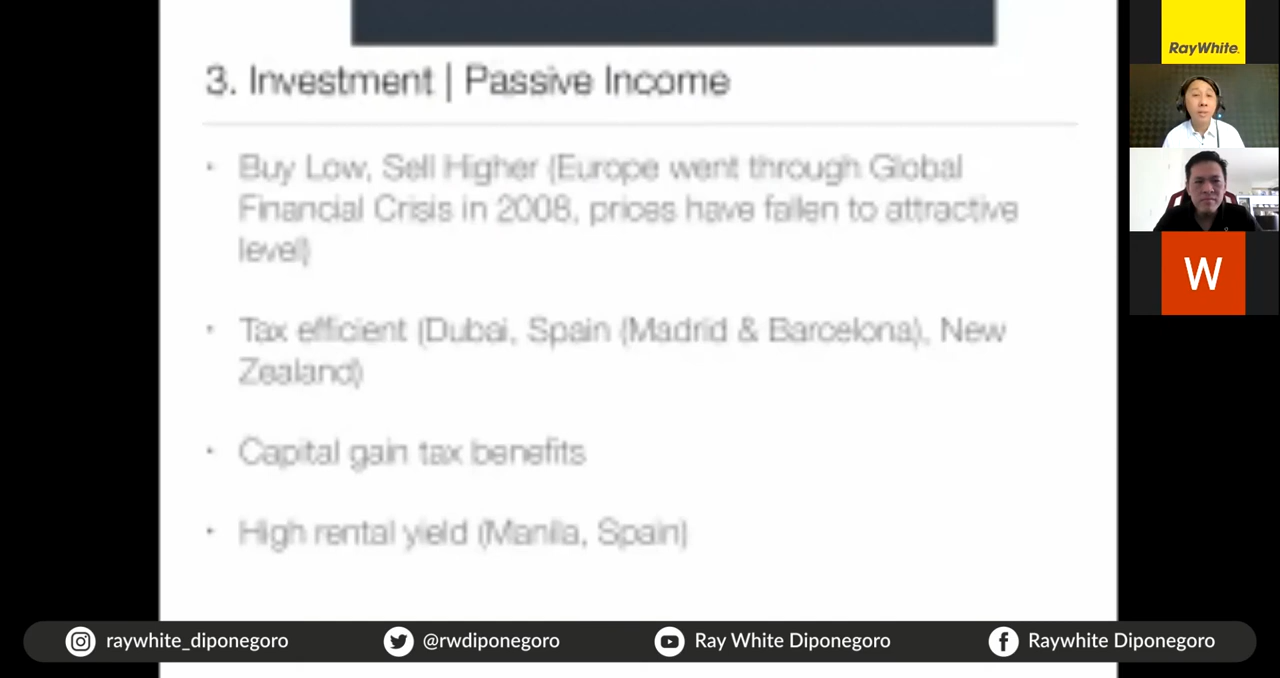 3. Investment | Passive Income
• Buy Low, Sell Higher (Europe went through Global
Financial Crisis in 2008, prices have fallen to attractive
level)
• Tax efficient (Dubai, Spain (Madrid & Barcelona), New
Zealand)
• Capital gain tax benefits
• High rental yield (Manila, Spain)
RayWhite.
W
raywhite_diponegoro
@rwdiponegoro
Ray White Diponegoro
Raywhite Diponegoro